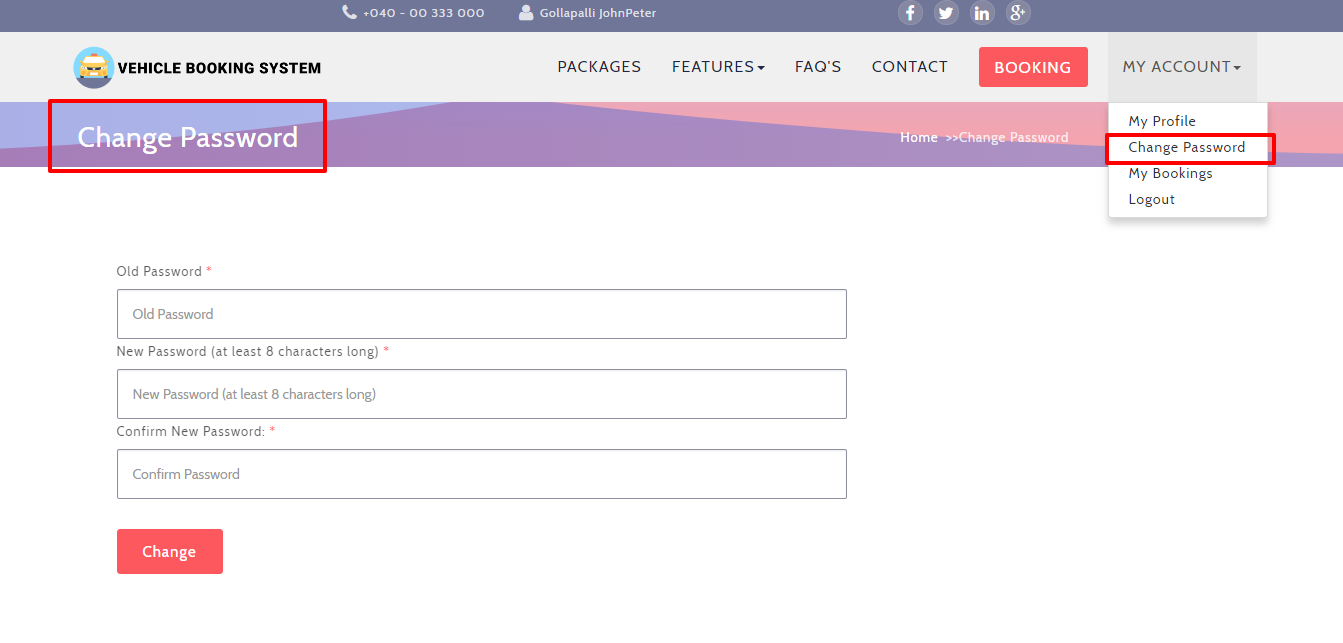 +040 - 00 333 000 Gollapalli JohnPeter
VEHICLE BOOKING SYSTEM PACKAGES FEATURES FAQ'S CONTACT BOOKING MY ACCOUNT
Change Password
Home >>Change Password
My Profile
Change Password
My Bookings
Logout
Old Password *
Old Password
New Password (at least 8 characters long) *
New Password (at least 8 characters long)
Confirm New Password: *
Confirm Password
Change